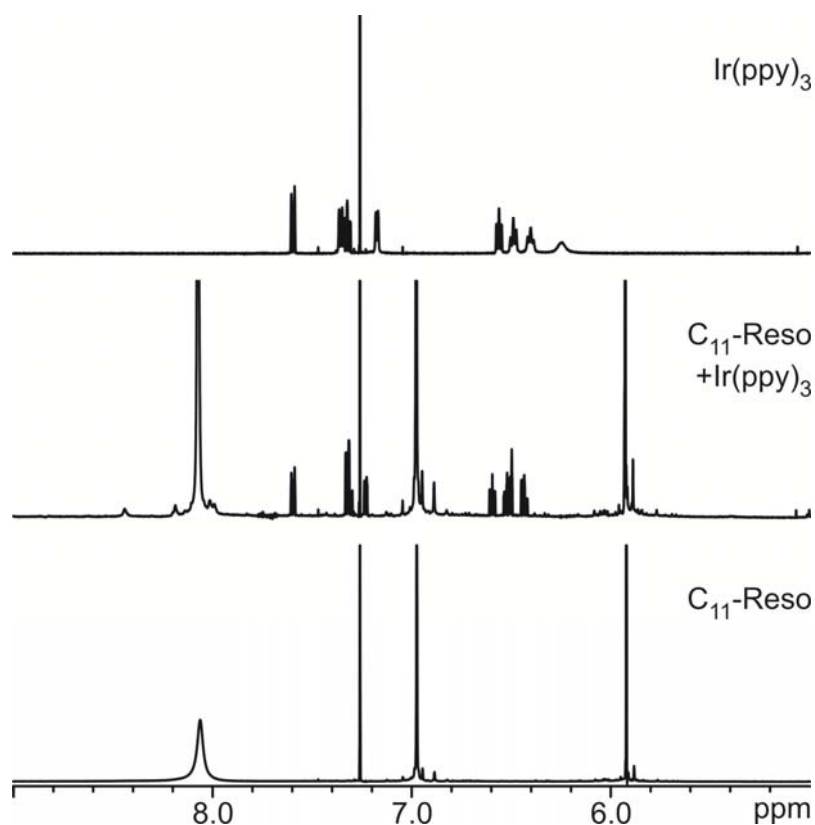 Ir(ppy)₃
C₁₁-Reso
+Ir(ppy)₃
C₁₁-Reso
8.0 7.0 6.0 ppm